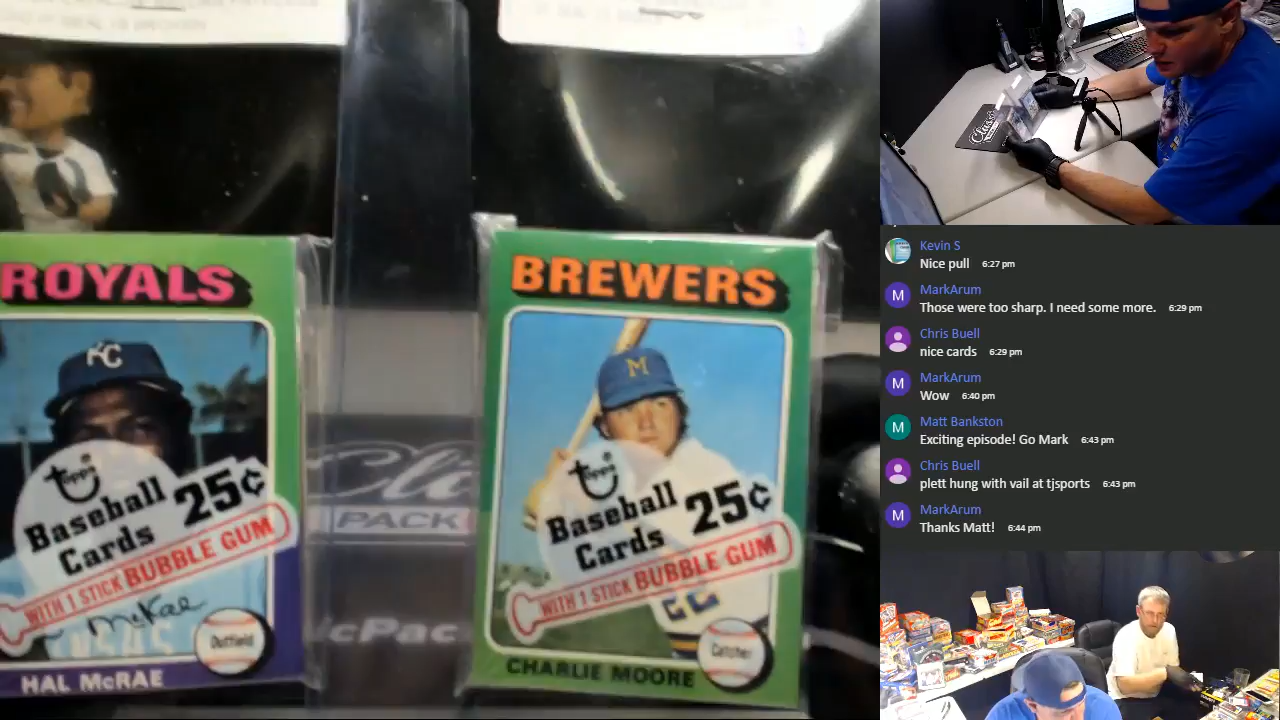 ROYALS
Topps
Baseball
Cards
25¢
WITH 1 STICK BUBBLE GUM
McRae
Outfield
HAL McRAE
BREWERS
M
Topps
Baseball
Cards
25¢
WITH 1 STICK BUBBLE GUM
Catcher
CHARLIE MOORE
KC
PACK
cPac
Kevin S
Nice pull 6:27 pm
M
MarkArum
Those were too sharp. I need some more. 6:29 pm
Chris Buell
nice cards 6:29 pm
M
MarkArum
Wow 6:40 pm
M
Matt Bankston
Exciting episode! Go Mark 6:43 pm
Chris Buell
plett hung with vail at tjsports 6:43 pm
M
MarkArum
Thanks Matt! 6:44 pm